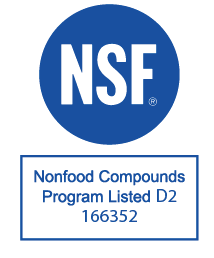 NSF®
Nonfood Compounds
Program Listed D2
166352